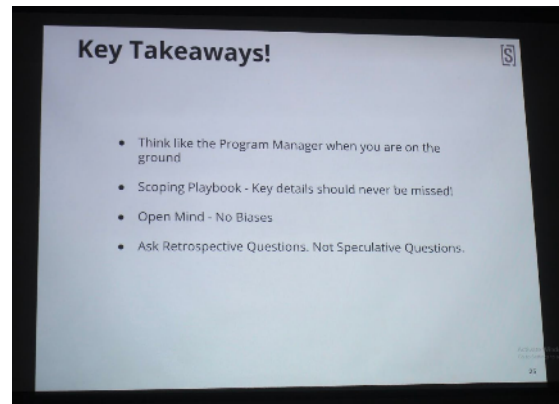 Key Takeaways!
[S]
• Think like the Program Manager when you are on the
ground
• Scoping Playbook - Key details should never be missed!
• Open Mind - No Biases
• Ask Retrospective Questions. Not Speculative Questions.
25